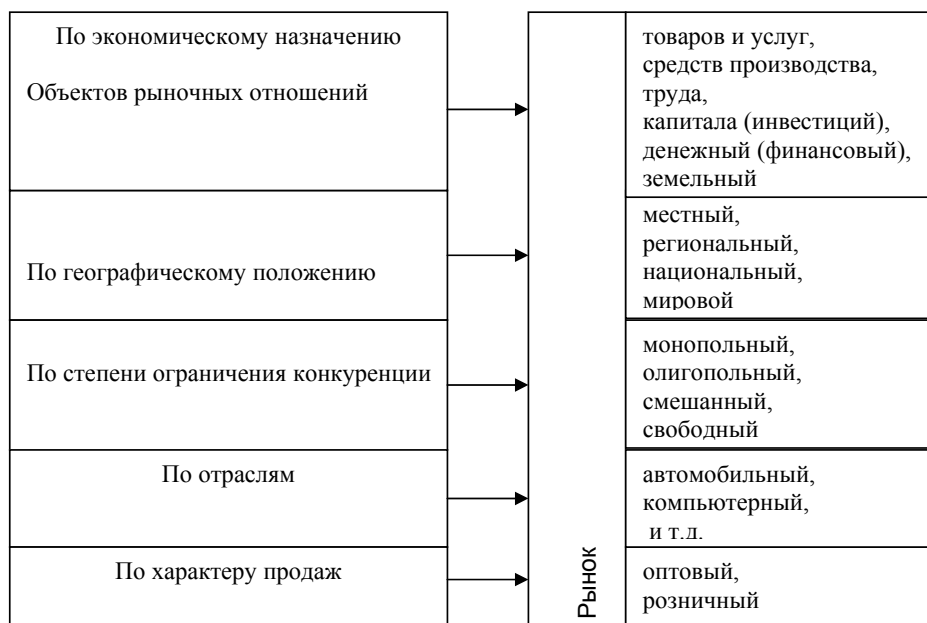 По экономическому назначению
Объектов рыночных отношений
товаров и услуг,
средств производства,
труда,
капитала (инвестиций),
денежный (финансовый),
земельный
По географическому положению
местный,
региональный,
национальный,
мировой
По степени ограничения конкуренции
монопольный,
олигопольный,
смешанный,
свободный
По отраслям
автомобильный,
компьютерный,
и т.д.
По характеру продаж
оптовый,
розничный
Рынок